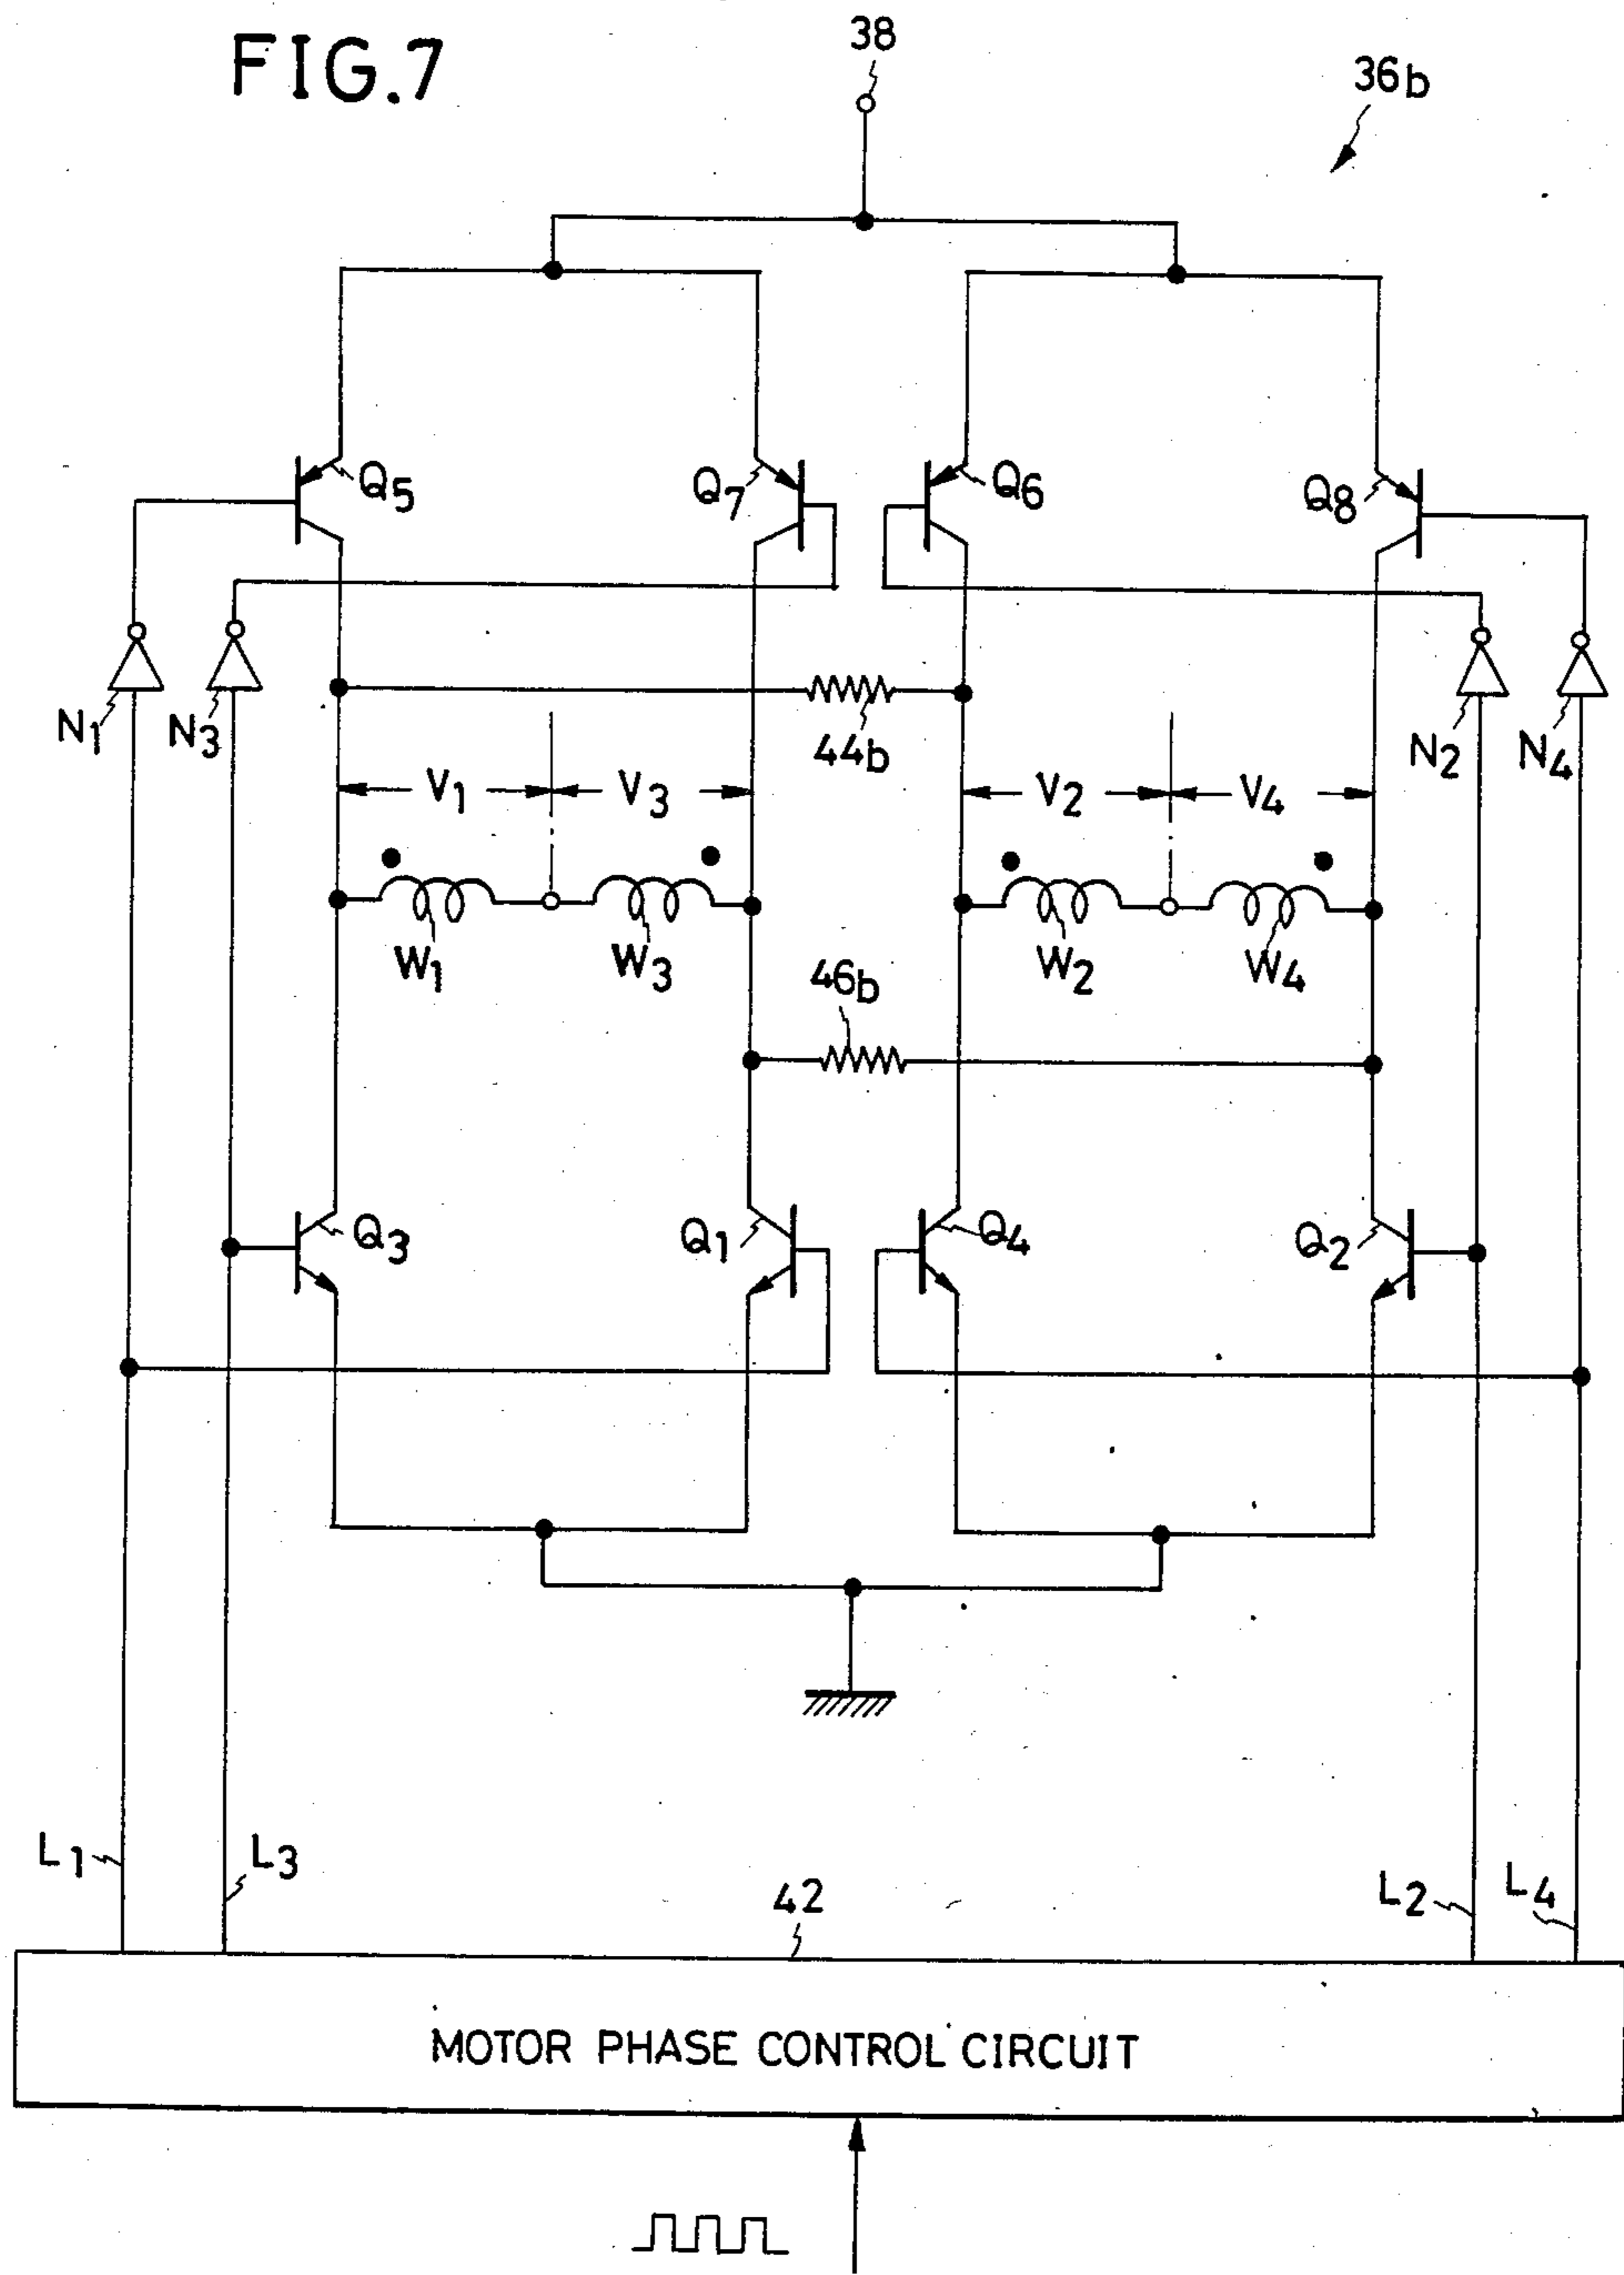 FIG.7
38
36b
Q5
Q7
Q6
Q8
N1
N3
44b
N2
N4
V1
V3
V2
V4
W1
W3
W2
W4
46b
Q3
Q1
Q4
Q2
L1
L3
42
L2
L4
MOTOR PHASE CONTROL CIRCUIT